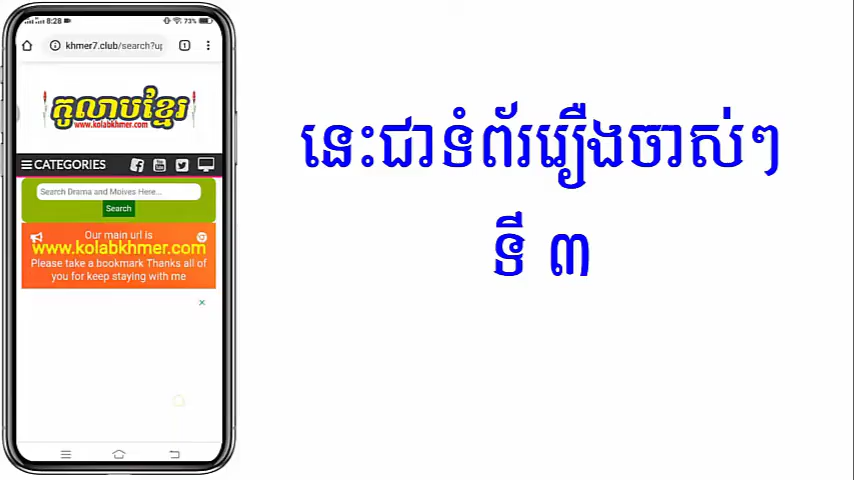 8:28
73%
khmer7.club/search?up
1
កូលាបខ្មែរ
www.kolabkhmer.com
CATEGORIES
Search Drama and Moives Here...
Search
Our main url is
www.kolabkhmer.com
Please take a bookmark Thanks all of
you for keep staying with me
នេះជាទំព័ររឿងចាស់ៗ
ទី ៣